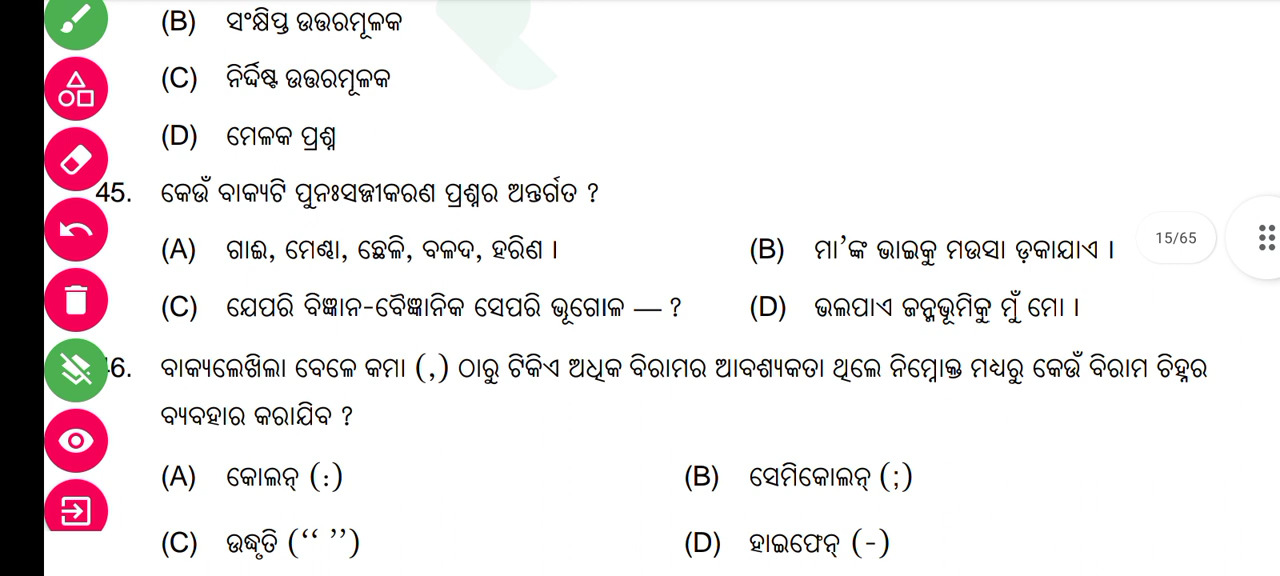 (B) ସଂକ୍ଷିପ୍ତ ଉତ୍ତରମୂଳକ
(C) ନିର୍ଦ୍ଦିଷ୍ଟ ଉତ୍ତରମୂଳକ
(D) ମେଳକ ପ୍ରଶ୍ନ
45. କେଉଁ ବାକ୍ୟଟି ପୁନଃସଜ୍ଜୀକରଣ ପ୍ରଶ୍ନର ଅନ୍ତର୍ଗତ ?
(A) ଗାଈ, ମେଣ୍ଢା, ଛେଳି, ବଳଦ, ହରିଣ । (B) ମା’ଙ୍କ ଭାଇକୁ ମଉସା ଡ଼କାଯାଏ ।
15/65
(C) ଯେପରି ବିଜ୍ଞାନ-ବୈଜ୍ଞାନିକ ସେପରି ଭୂଗୋଳ — ? (D) ଭଲପାଏ ଜନ୍ମଭୂମିକୁ ମୁଁ ମୋ ।
46. ବାକ୍ୟଲେଖିଲା ବେଳେ କମା (,) ଠାରୁ ଟିକିଏ ଅଧିକ ବିରାମର ଆବଶ୍ୟକତା ଥିଲେ ନିମ୍ନୋକ୍ତ ମଧ୍ୟରୁ କେଉଁ ବିରାମ ଚିହ୍ନର
ବ୍ୟବହାର କରାଯିବ ?
(A) କୋଲନ୍ (:) (B) ସେମିକୋଲନ୍ (;)
(C) ଉଦ୍ଧୃତି (“ ”) (D) ହାଇଫେନ୍ (-)